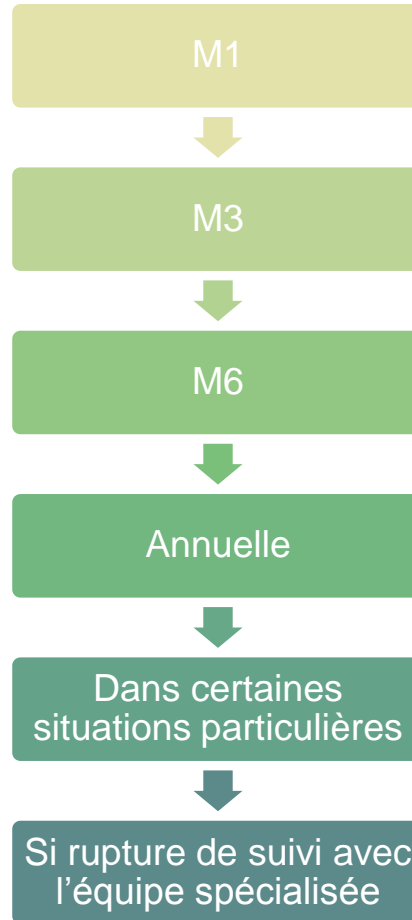 M1
M3
M6
Annuelle
Dans certaines
situations particulières
Si rupture de suivi avec
l’équipe spécialisée